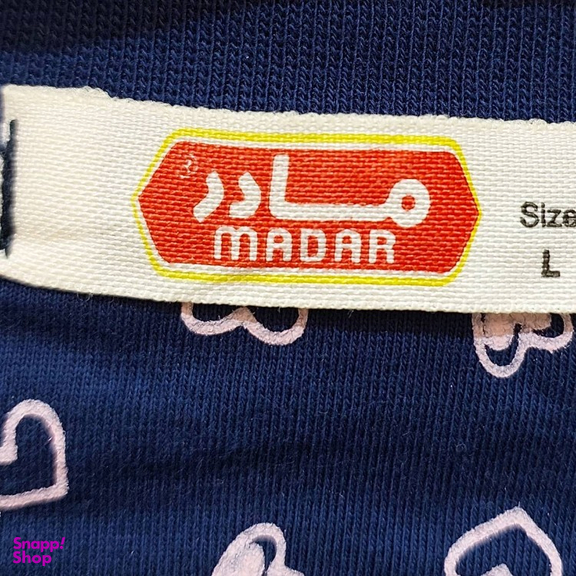 مادر
MADAR
Size
L
Snapp!
Shop